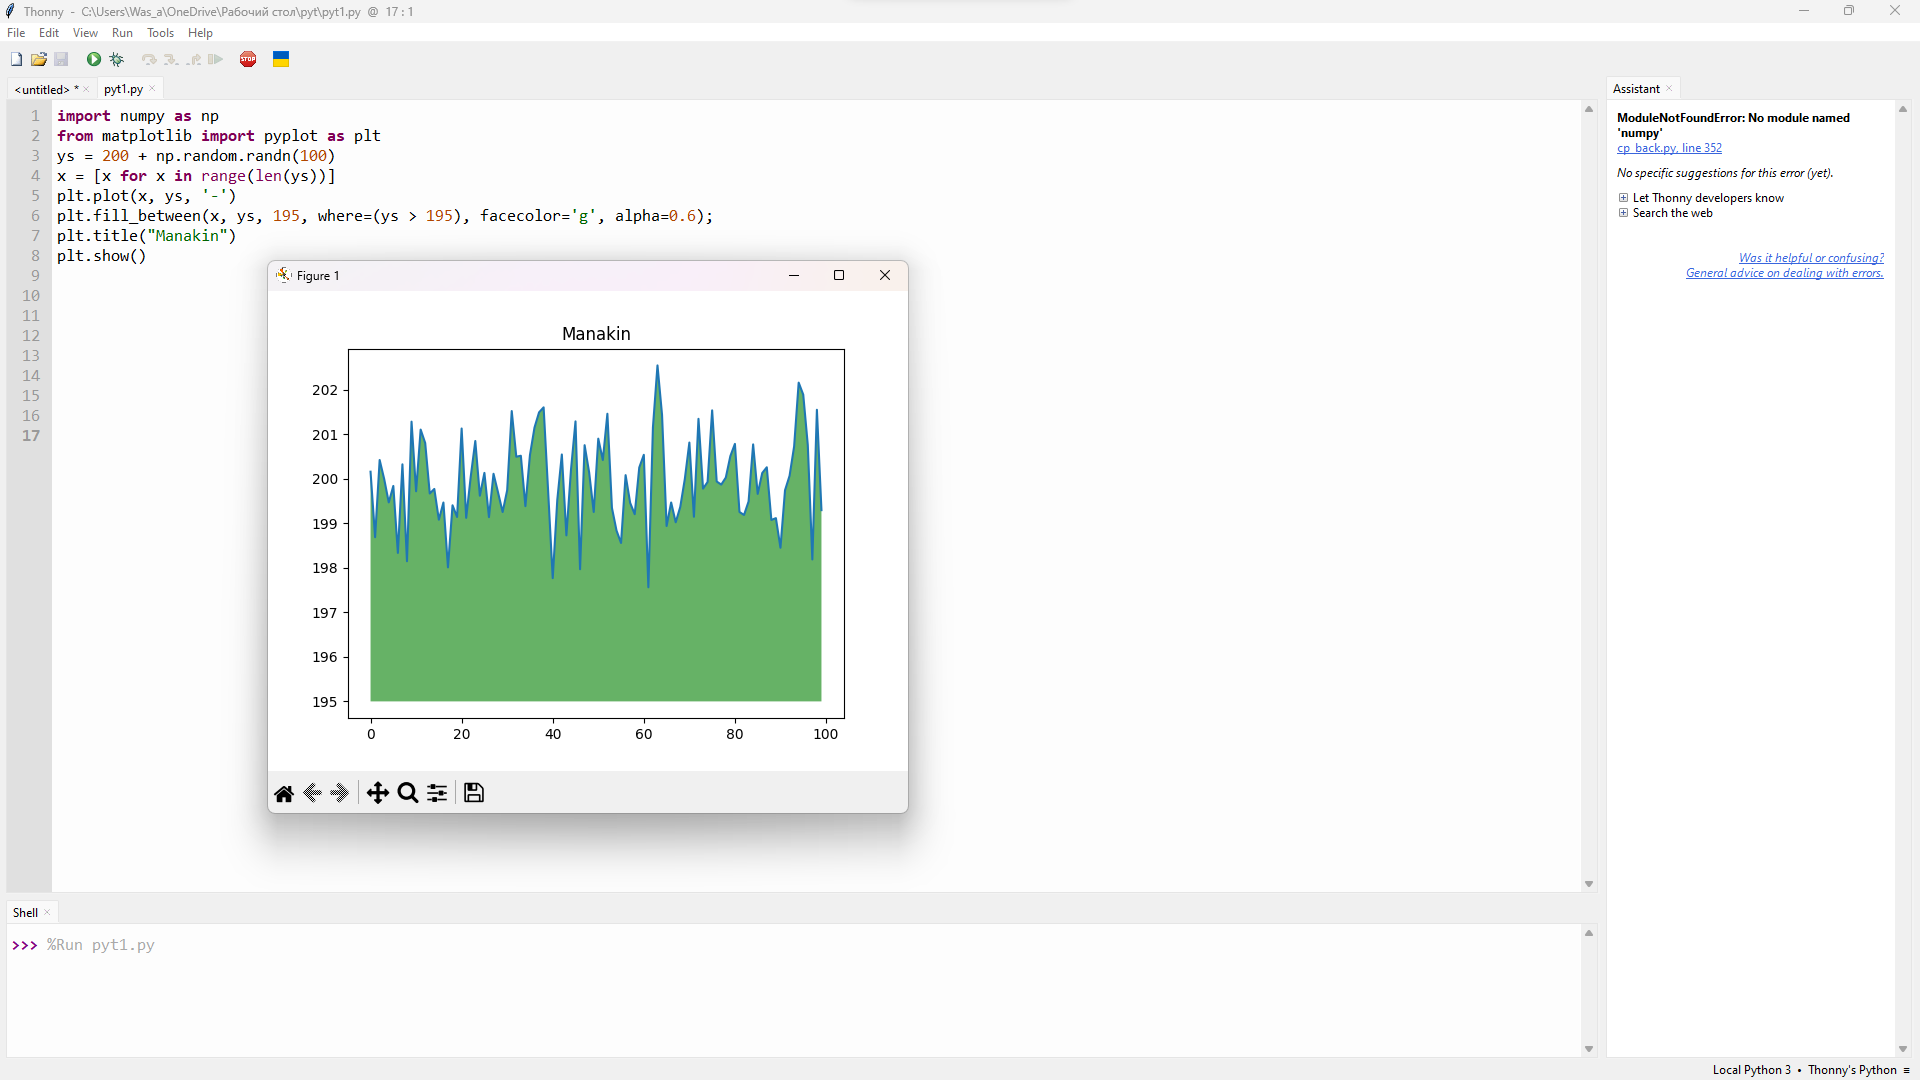 Thonny - C:\Users\Was_a\OneDrive\Рабочий стол\pyt\pyt1.py @ 17 : 1
File Edit View Run Tools Help
STOP
<untitled> * × pyt1.py ×
1 import numpy as np
2 from matplotlib import pyplot as plt
3 ys = 200 + np.random.randn(100)
4 x = [x for x in range(len(ys))]
5 plt.plot(x, ys, '-')
6 plt.fill_between(x, ys, 195, where=(ys > 195), facecolor='g', alpha=0.6);
7 plt.title("Manakin")
8 plt.show()
9
10
11
12
13
14
15
16
17
Figure 1
Manakin
202
201
200
199
198
197
196
195
0 20 40 60 80 100
Shell ×
>>> %Run pyt1.py
Assistant ×
ModuleNotFoundError: No module named
'numpy'
cp_back.py, line 352
No specific suggestions for this error (yet).
Let Thonny developers know
Search the web
Was it helpful or confusing?
General advice on dealing with errors.
Local Python 3 • Thonny's Python ≡